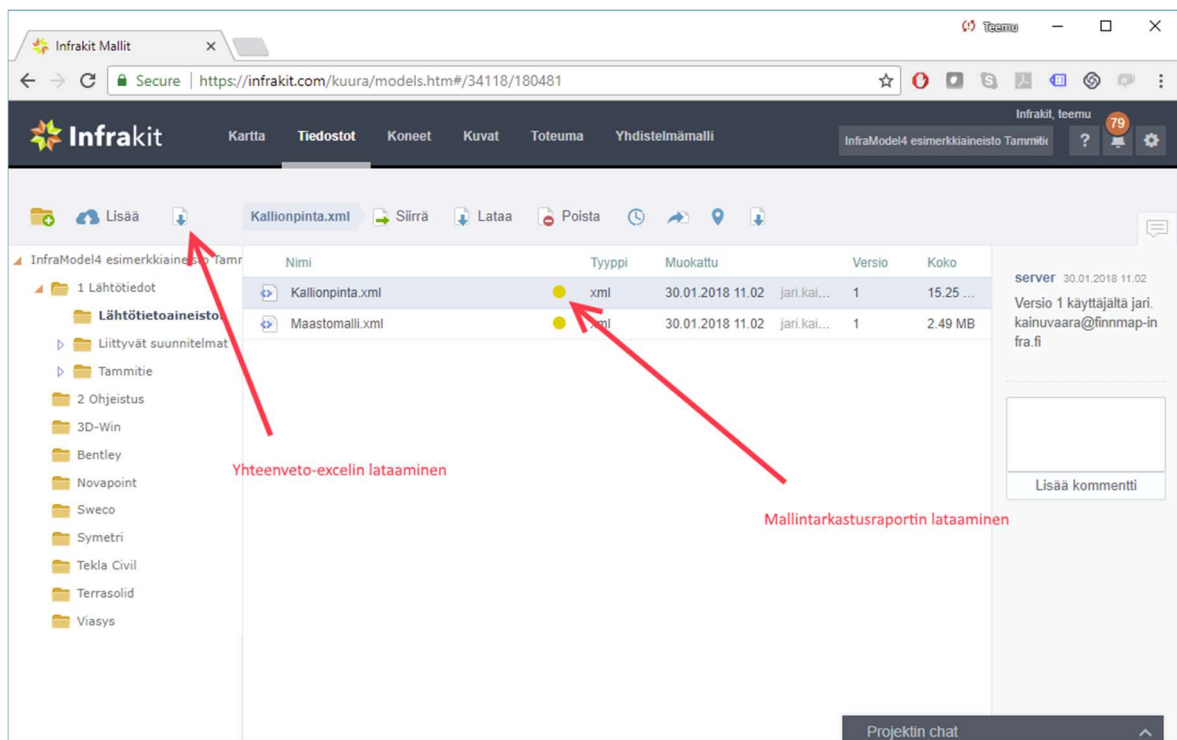 Teemu
Infrakit Mallit
Secure | https://infrakit.com/kuura/models.htm#/34118/180481
Infrakit, teemu
Infrakit Kartta Tiedostot Koneet Kuvat Toteuma Yhdistelmämalli InfraModel4 esimerkkiaineisto Tammitie ? 79
Lisää Kallionpinta.xml Siirrä Lataa Poista
InfraModel4 esimerkkiaineisto Tamr
1 Lähtötiedot
Lähtötietoaineistot
Liittyvät suunnitelmat
Tammitie
2 Ohjeistus
3D-Win
Bentley
Novapoint
Sweco
Symetri
Tekla Civil
Terrasolid
Viasys
Nimi Tyyppi Muokattu Versio Koko
Kallionpinta.xml xml 30.01.2018 11.02 jari.kai... 1 15.25 ...
Maastomalli.xml xml 30.01.2018 11.02 jari.kai... 1 2.49 MB
Yhteenveto-excelin lataaminen
Mallintarkastusraportin lataaminen
server 30.01.2018 11.02
Versio 1 käyttäjältä jari.
kainuvaara@finnmap-in
fra.fi
Lisää kommentti
Projektin chat